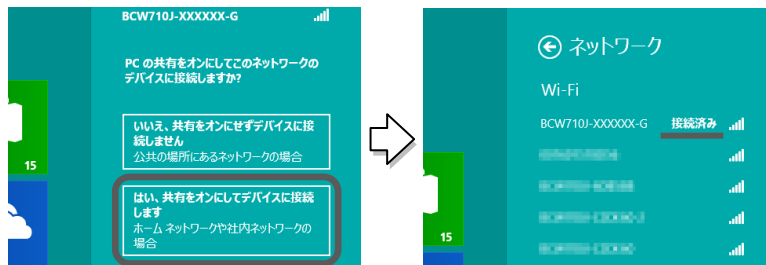 BCW710J-XXXXXX-G
PC の共有をオンにしてこのネットワークの
デバイスに接続しますか?
いいえ、共有をオンにせずデバイスに接
続しません
公共の場所にあるネットワークの場合
はい、共有をオンにしてデバイスに接続
します
ホーム ネットワークや社内ネットワークの
場合
15
ネットワーク
Wi-Fi
BCW710J-XXXXXX-G 接続済み
15